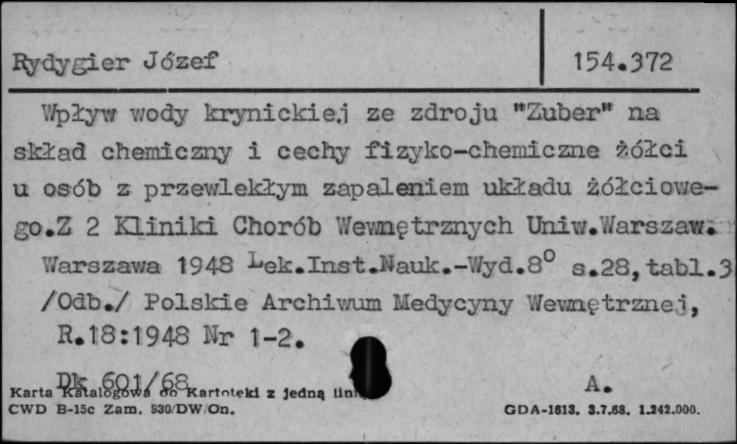 Rydygier Józef
154.372
Wpływ wody krynickiej ze zdroju "Zuber" na
skład chemiczny i cechy fizyko-chemiczne żółci
u osób z przewlekłym zapaleniem układu żółciowe-
go.Z 2 Kliniki Chorób Wewnętrznych Uniw.Warszaw.
Warszawa 1948 Lek.Inst.Nauk.-Wyd.8° s.28,tabl.3
/Odb./ Polskie Archiwum Medycyny Wewnętrznej,
R.18:1948 Nr 1-2.
Dk 601/68 A.
Karta Katalogowa do Kartoteki z jedną
CWD B-15c Zam. 930/DW/On. GDA-1613. 3.7.68. 1.242.000.